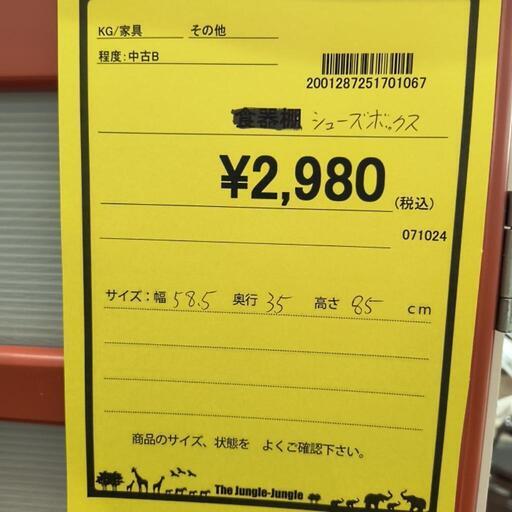 KG/家具 その他
程度:中古B
2001287251701067
食器棚 シューズボックス
¥2,980 (税込)
071024
サイズ:幅 58.5 奥行 35 高さ 85 cm
商品のサイズ、状態を よくご確認下さい。
The Jungle-Jungle